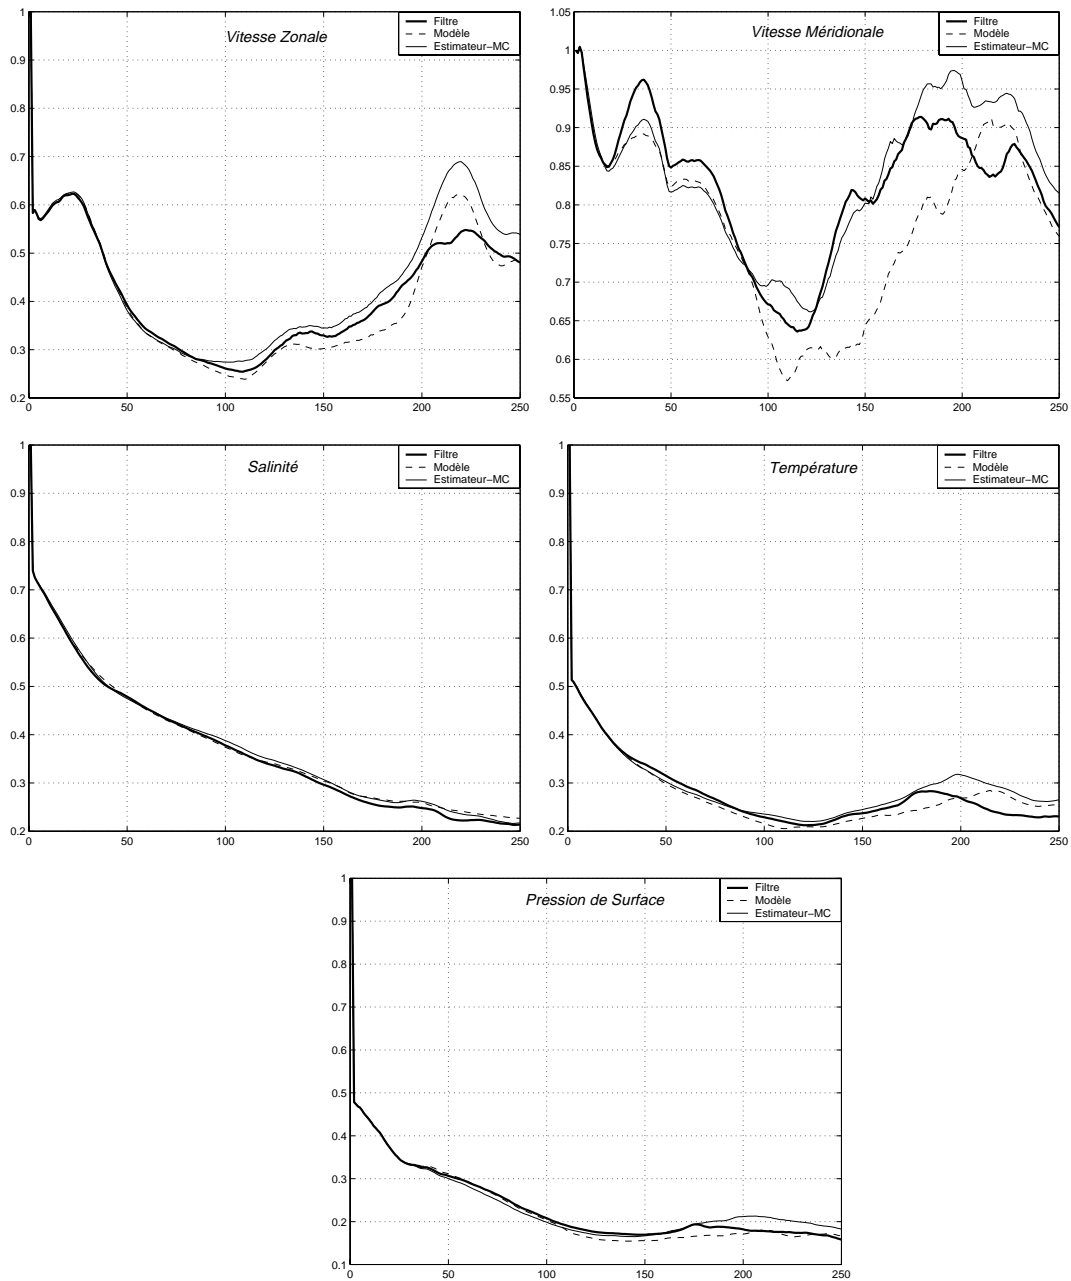 Vitesse Zonale
Filtre
Modèle
Estimateur-MC
1
0.9
0.8
0.7
0.6
0.5
0.4
0.3
0.2
0 50 100 150 200 250
Vitesse Méridionale
Filtre
Modèle
Estimateur-MC
1.05
1
0.95
0.9
0.85
0.8
0.75
0.7
0.65
0.6
0.55
0 50 100 150 200 250
Salinité
Filtre
Modèle
Estimateur-MC
1
0.9
0.8
0.7
0.6
0.5
0.4
0.3
0.2
0 50 100 150 200 250
Température
Filtre
Modèle
Estimateur-MC
1
0.9
0.8
0.7
0.6
0.5
0.4
0.3
0.2
0 50 100 150 200 250
Pression de Surface
Filtre
Modèle
Estimateur-MC
1
0.9
0.8
0.7
0.6
0.5
0.4
0.3
0.2
0.1
0 50 100 150 200 250